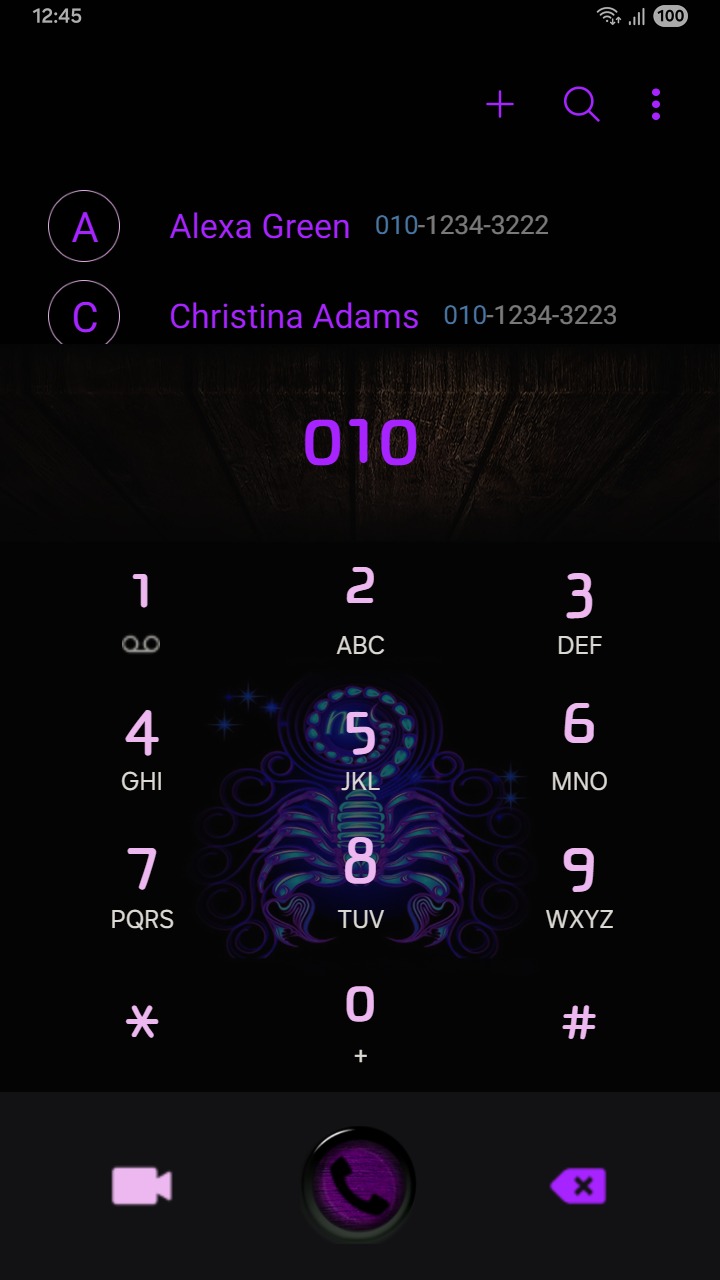 12:45 100
A Alexa Green 010-1234-3222
C Christina Adams 010-1234-3223
010
1 2 3
ABC DEF
4 5 6
GHI JKL MNO
7 8 9
PQRS TUV WXYZ
* 0 #
+